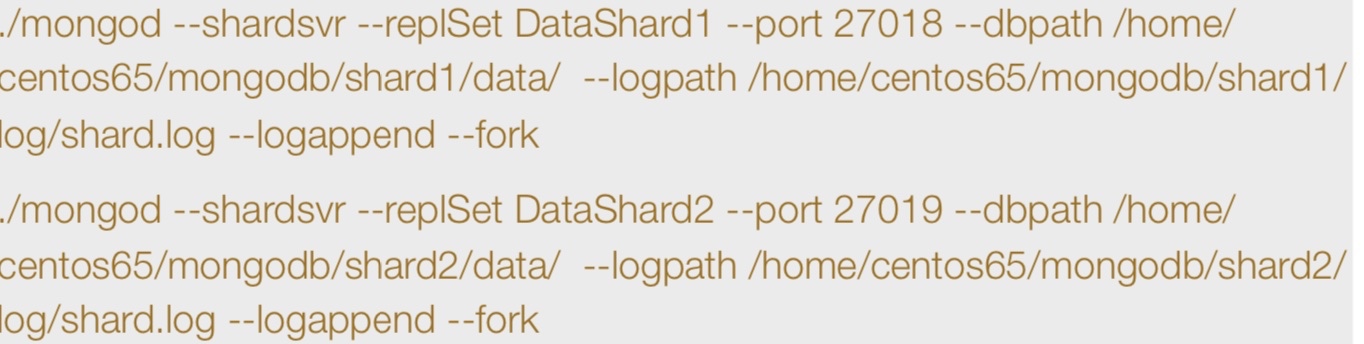 ./mongod --shardsvr --replSet DataShard1 --port 27018 --dbpath /home/
centos65/mongodb/shard1/data/  --logpath /home/centos65/mongodb/shard1/
log/shard.log --logappend --fork
./mongod --shardsvr --replSet DataShard2 --port 27019 --dbpath /home/
centos65/mongodb/shard2/data/  --logpath /home/centos65/mongodb/shard2/
log/shard.log --logappend --fork